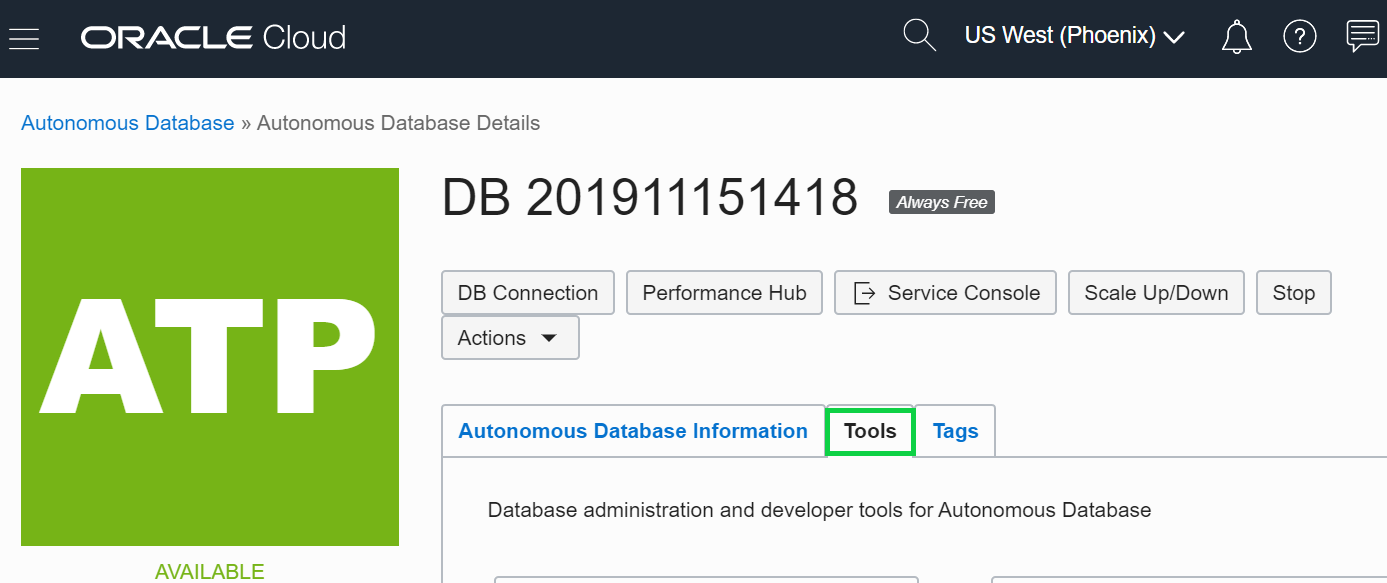 ORACLE Cloud
US West (Phoenix)
?
Autonomous Database » Autonomous Database Details
ATP
AVAILABLE
DB 201911151418
Always Free
DB Connection
Performance Hub
Service Console
Scale Up/Down
Stop
Actions
Autonomous Database Information
Tools
Tags
Database administration and developer tools for Autonomous Database